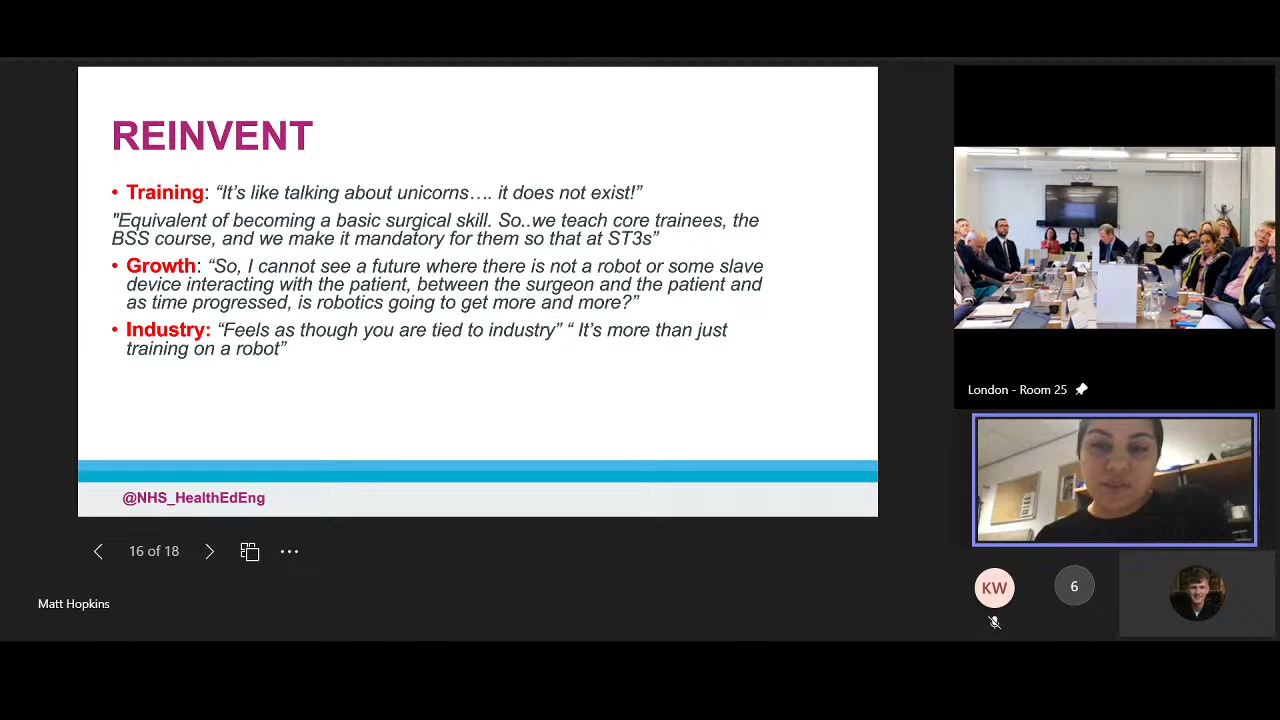 REINVENT
• Training: “It’s like talking about unicorns…. it does not exist!”
"Equivalent of becoming a basic surgical skill. So..we teach core trainees, the
BSS course, and we make it mandatory for them so that at ST3s”
• Growth: “So, I cannot see a future where there is not a robot or some slave
device interacting with the patient, between the surgeon and the patient and
as time progressed, is robotics going to get more and more?”
• Industry: “Feels as though you are tied to industry” “ It’s more than just
training on a robot”
@NHS_HealthEdEng
16 of 18
Matt Hopkins
London - Room 25
KW
6